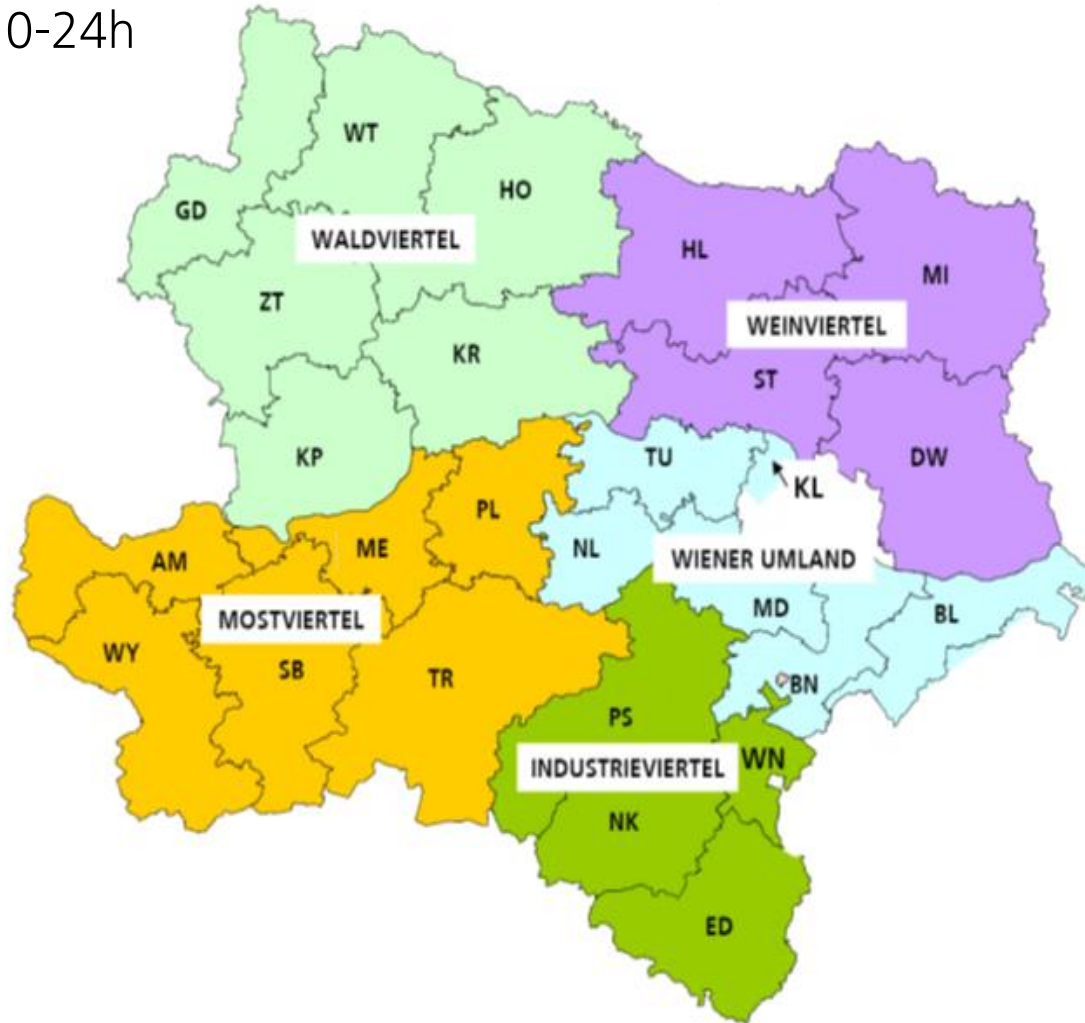 0-24h
WT
HO
GD
WALDVIERTEL
HL
MI
ZT
WEINVIERTEL
KR
ST
KP
TU
DW
KL
PL
AM
ME
NL
WIENER UMLAND
MOSTVIERTEL
MD
BL
WY
SB
TR
BN
PS
INDUSTRIEVIERTEL
WN
NK
ED